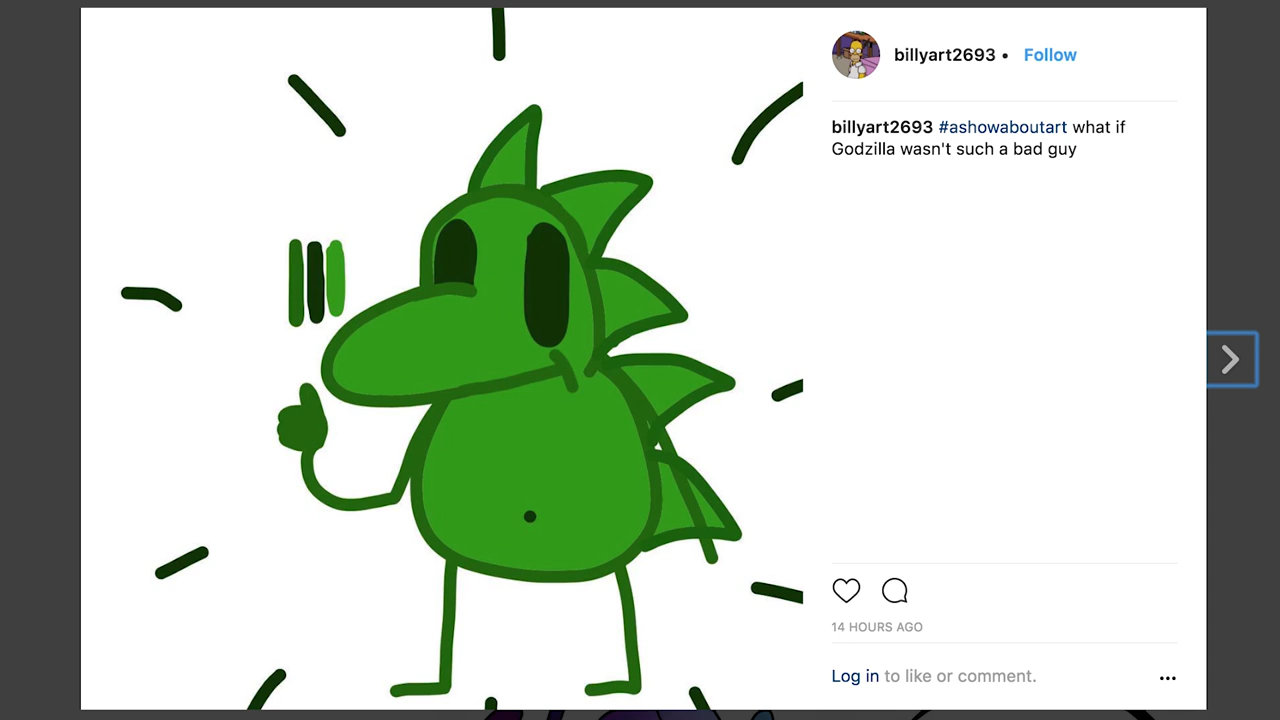 billyart2693 • Follow
billyart2693 #ashowaboutart what if
Godzilla wasn't such a bad guy
14 HOURS AGO
Log in to like or comment.